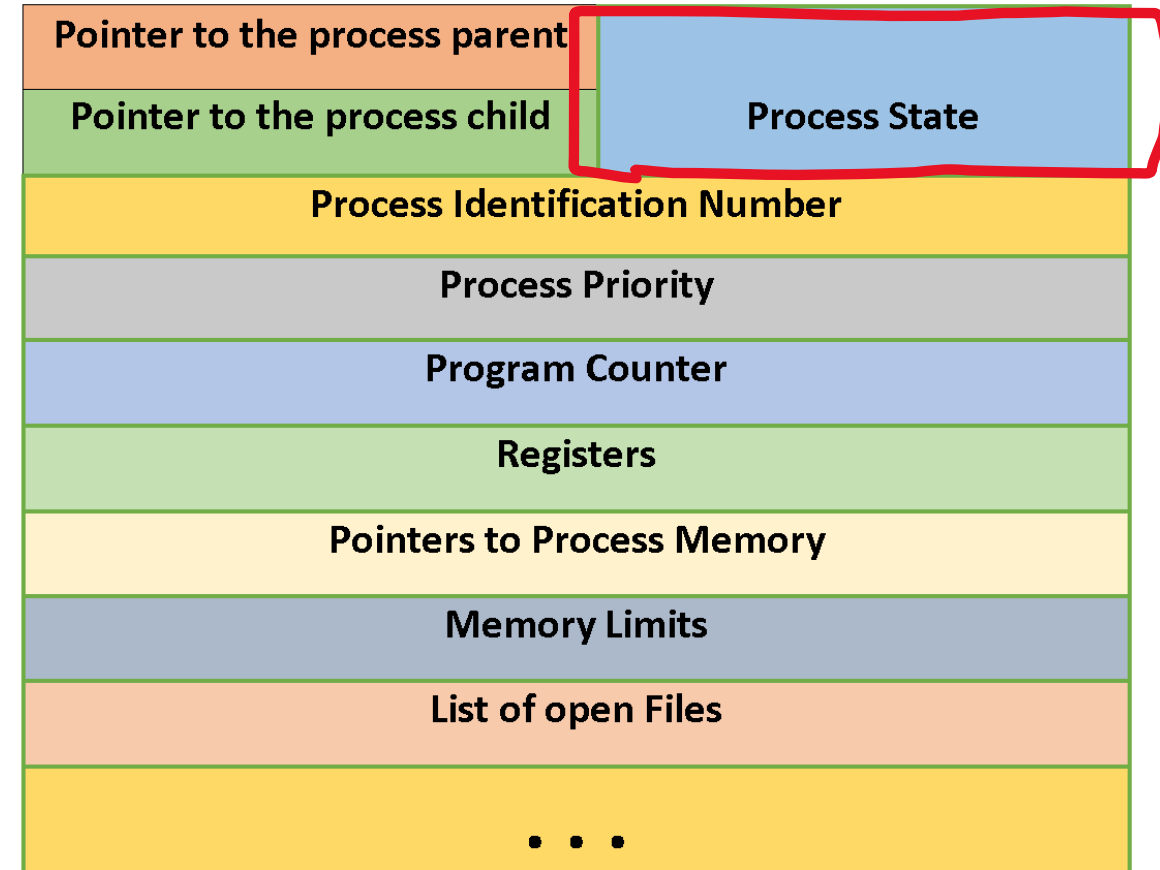 Pointer to the process parent
Pointer to the process child
Process State
Process Identification Number
Process Priority
Program Counter
Registers
Pointers to Process Memory
Memory Limits
List of open Files
. . .